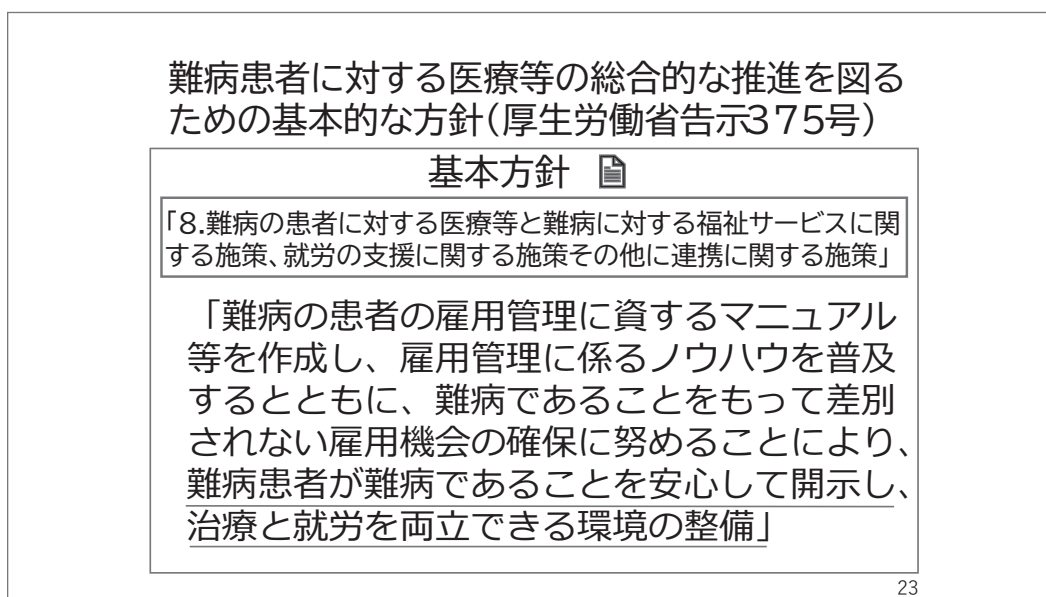 難病患者に対する医療等の総合的な推進を図る
ための基本的な方針(厚生労働省告示375号)
基本方針
「8.難病の患者に対する医療等と難病に対する福祉サービスに関
する施策、就労の支援に関する施策その他に連携に関する施策」
「難病の患者の雇用管理に資するマニュアル
等を作成し、雇用管理に係るノウハウを普及
するとともに、難病であることをもって差別
されない雇用機会の確保に努めることにより、
難病患者が難病であることを安心して開示し、
治療と就労を両立できる環境の整備」
23